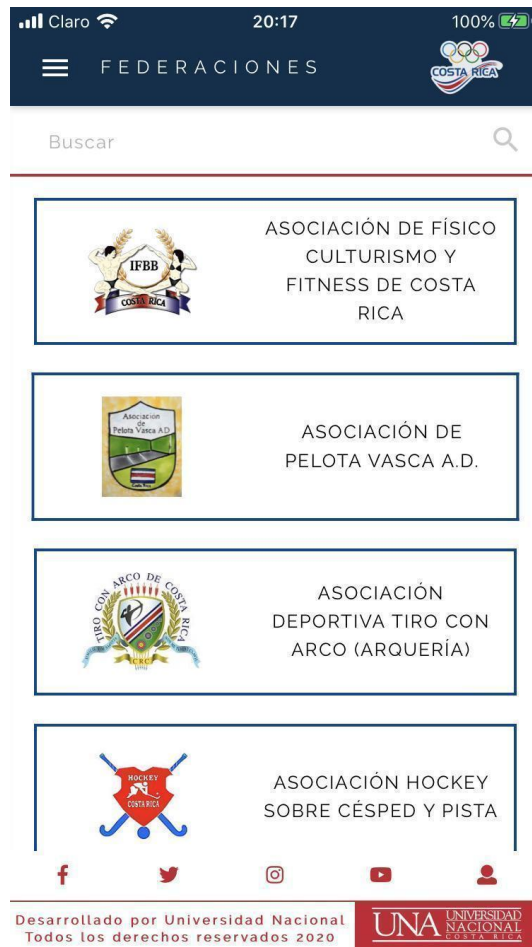 Claro 20:17 100%
FEDERACIONES
COSTA RICA
Buscar
IFBB
COSTA RICA
ASOCIACIÓN DE FÍSICO
CULTURISMO Y
FITNESS DE COSTA
RICA
Asociación
de
Pelota Vasca A.D.
Costa Rica
ASOCIACIÓN DE
PELOTA VASCA A.D.
TIRO CON ARCO DE COSTA RICA
CRC
ASOCIACIÓN
DEPORTIVA TIRO CON
ARCO (ARQUERÍA)
HOCKEY
COSTA RICA
ASOCIACIÓN HOCKEY
SOBRE CÉSPED Y PISTA
Desarrollado por Universidad Nacional
Todos los derechos reservados 2020
UNA UNIVERSIDAD
NACIONAL
COSTA RICA